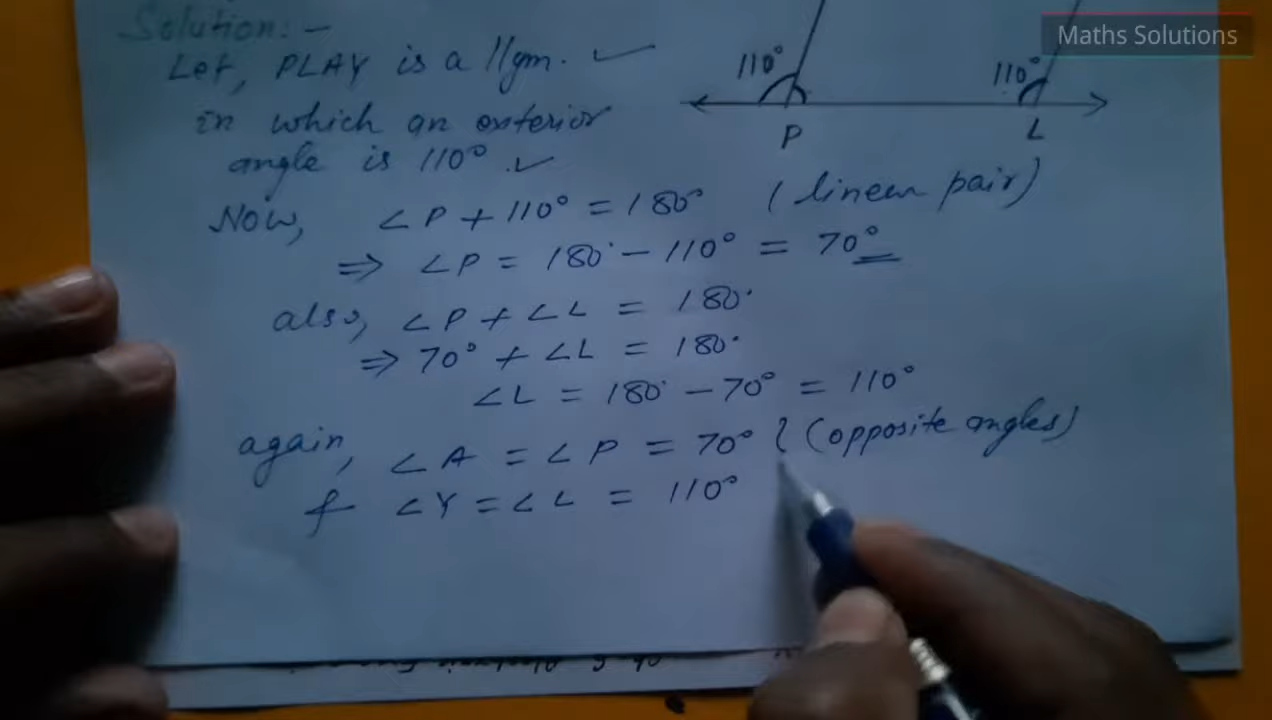 Solution:-
Maths Solutions
Let, PLAY is a ||gm.
110° 110°
in which an exterior
P L
angle is 110°.
Now, ∠P + 110° = 180° (linear pair)
⇒ ∠P = 180° - 110° = 70°
also, ∠P + ∠L = 180°
⇒ 70° + ∠L = 180°
∠L = 180° - 70° = 110°
again, ∠A = ∠P = 70° } (opposite angles)
& ∠Y = ∠L = 110°